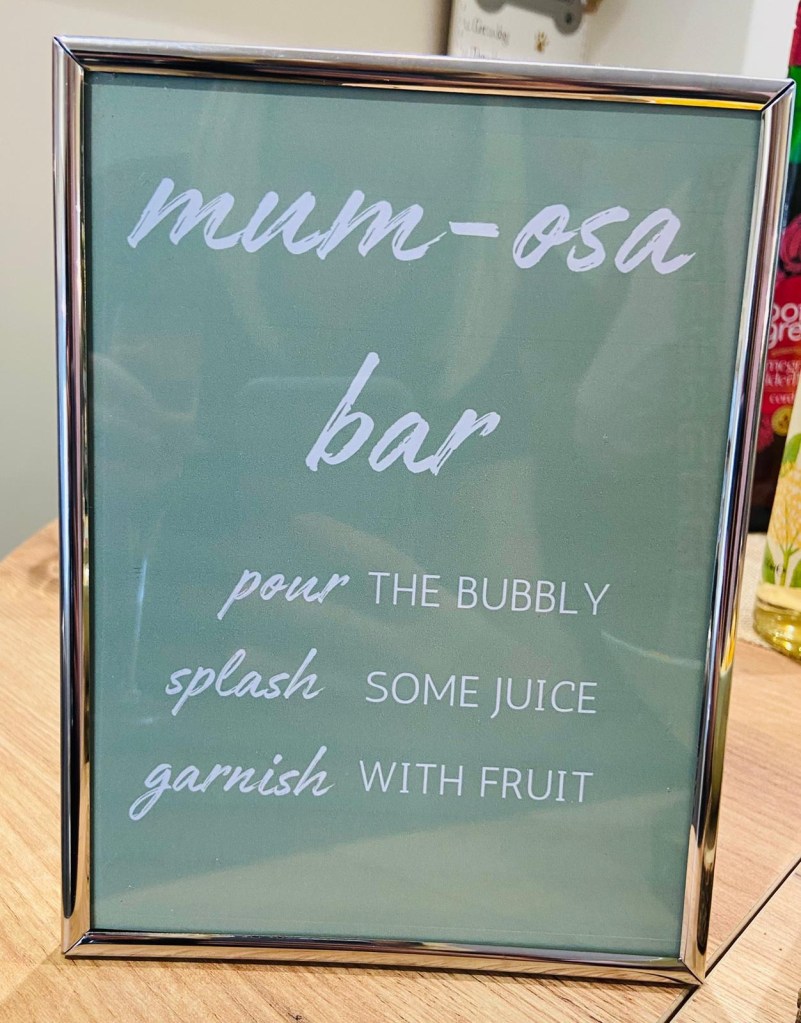 mum-osa
bar
pour THE BUBBLY
splash SOME JUICE
garnish WITH FRUIT